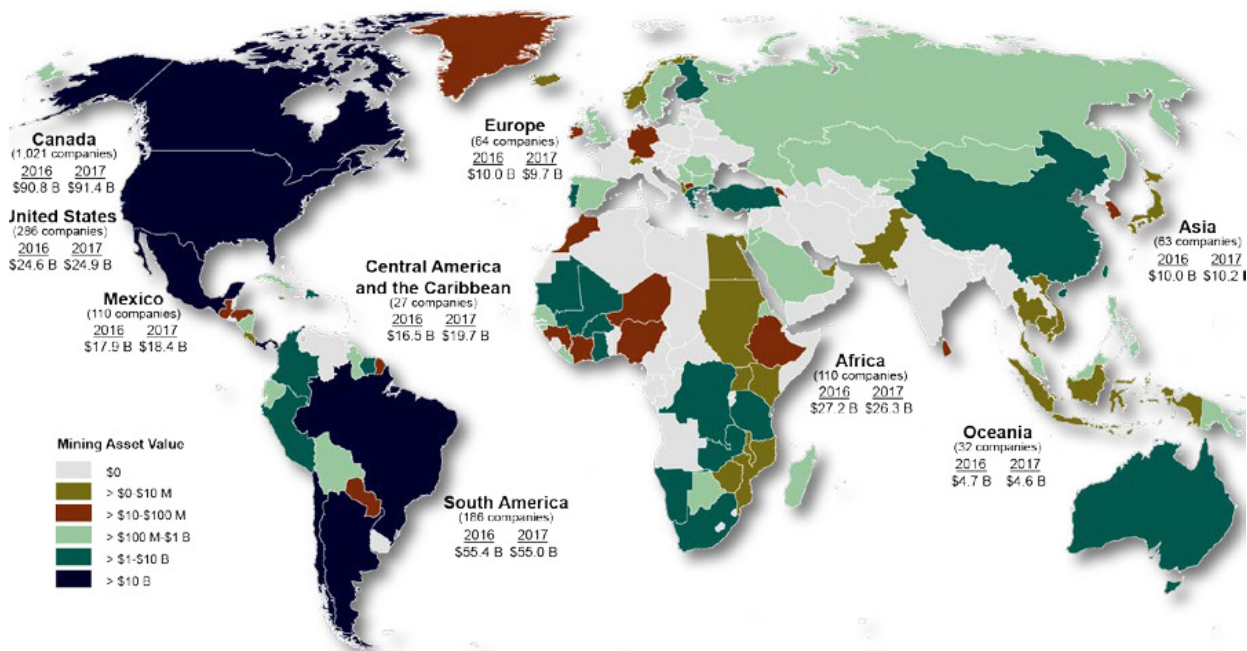 Canada
(1,021 companies)
2016 2017
$90.8 B $91.4 B
United States
(286 companies)
2016 2017
$24.6 B $24.9 B
Mexico
(110 companies)
2016 2017
$17.9 B $18.4 B
Europe
(64 companies)
2016 2017
$10.0 B $9.7 B
Central America
and the Caribbean
(27 companies)
2016 2017
$16.5 B $19.7 B
Asia
(63 companies)
2016 2017
$10.0 B $10.2
Africa
(110 companies)
2016 2017
$27.2 B $26.3 B
Oceania
(32 companies)
2016 2017
$4.7 B $4.6 B
South America
(186 companies)
2016 2017
$55.4 B $55.0 B
Mining Asset Value
$0
> $0-$10 M
> $10-$100 M
> $100 M-$1 B
> $1-$10 B
> $10 B